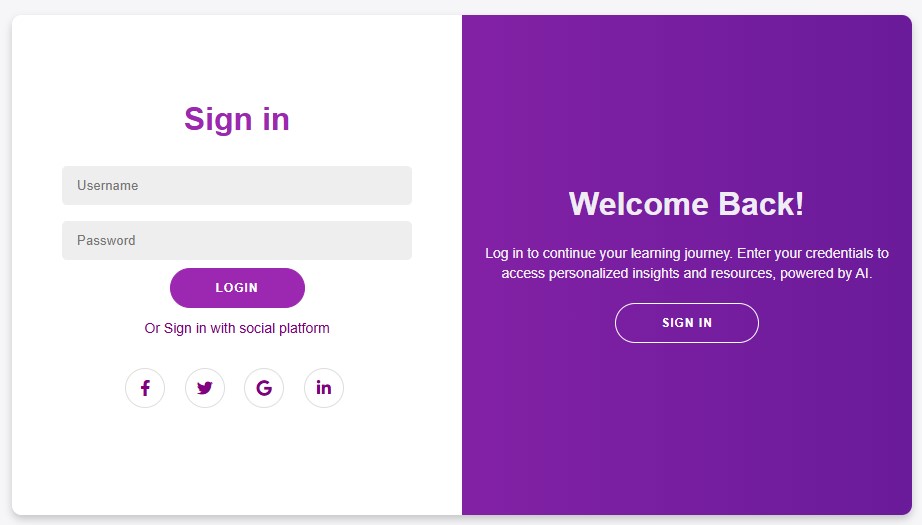 Sign in
Username
Password
LOGIN
Or Sign in with social platform
Welcome Back!
Log in to continue your learning journey. Enter your credentials to
access personalized insights and resources, powered by AI.
SIGN IN